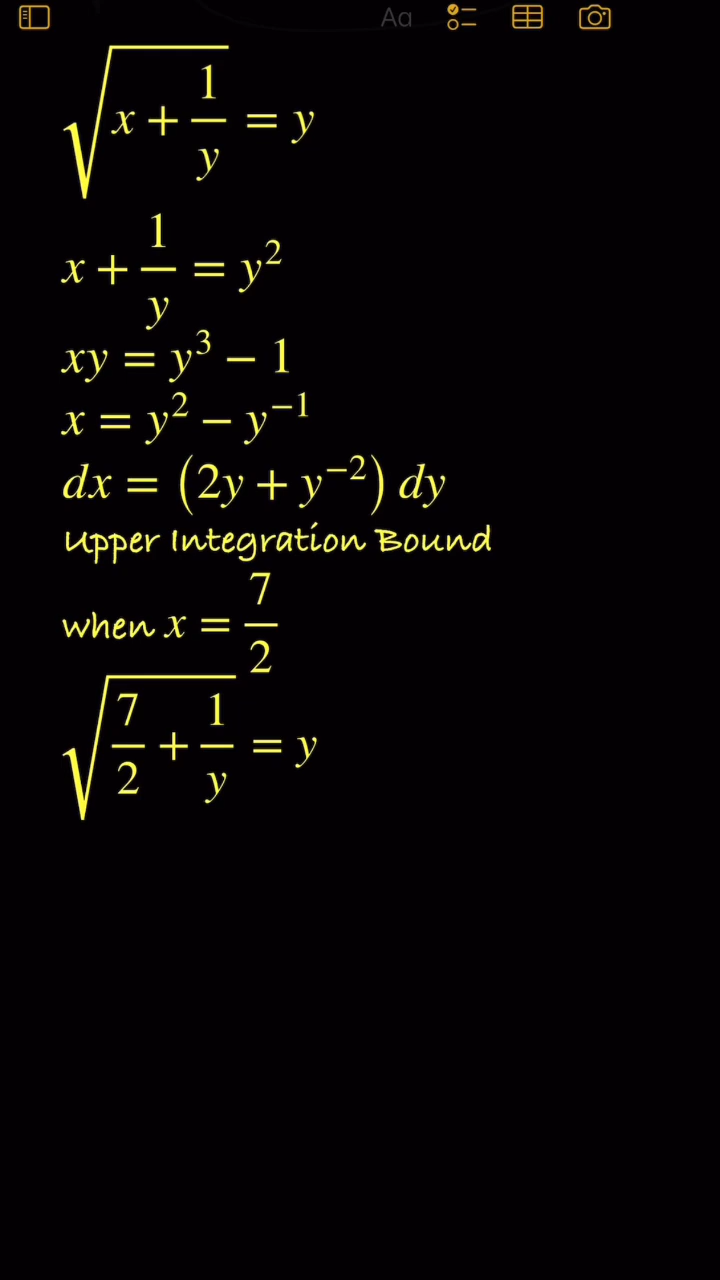 Aa
√(x + 1/y) = y
x + 1/y = y²
xy = y³ − 1
x = y² − y⁻¹
dx = (2y + y⁻²) dy
Upper Integration Bound
when x = 7/2
√(7/2 + 1/y) = y